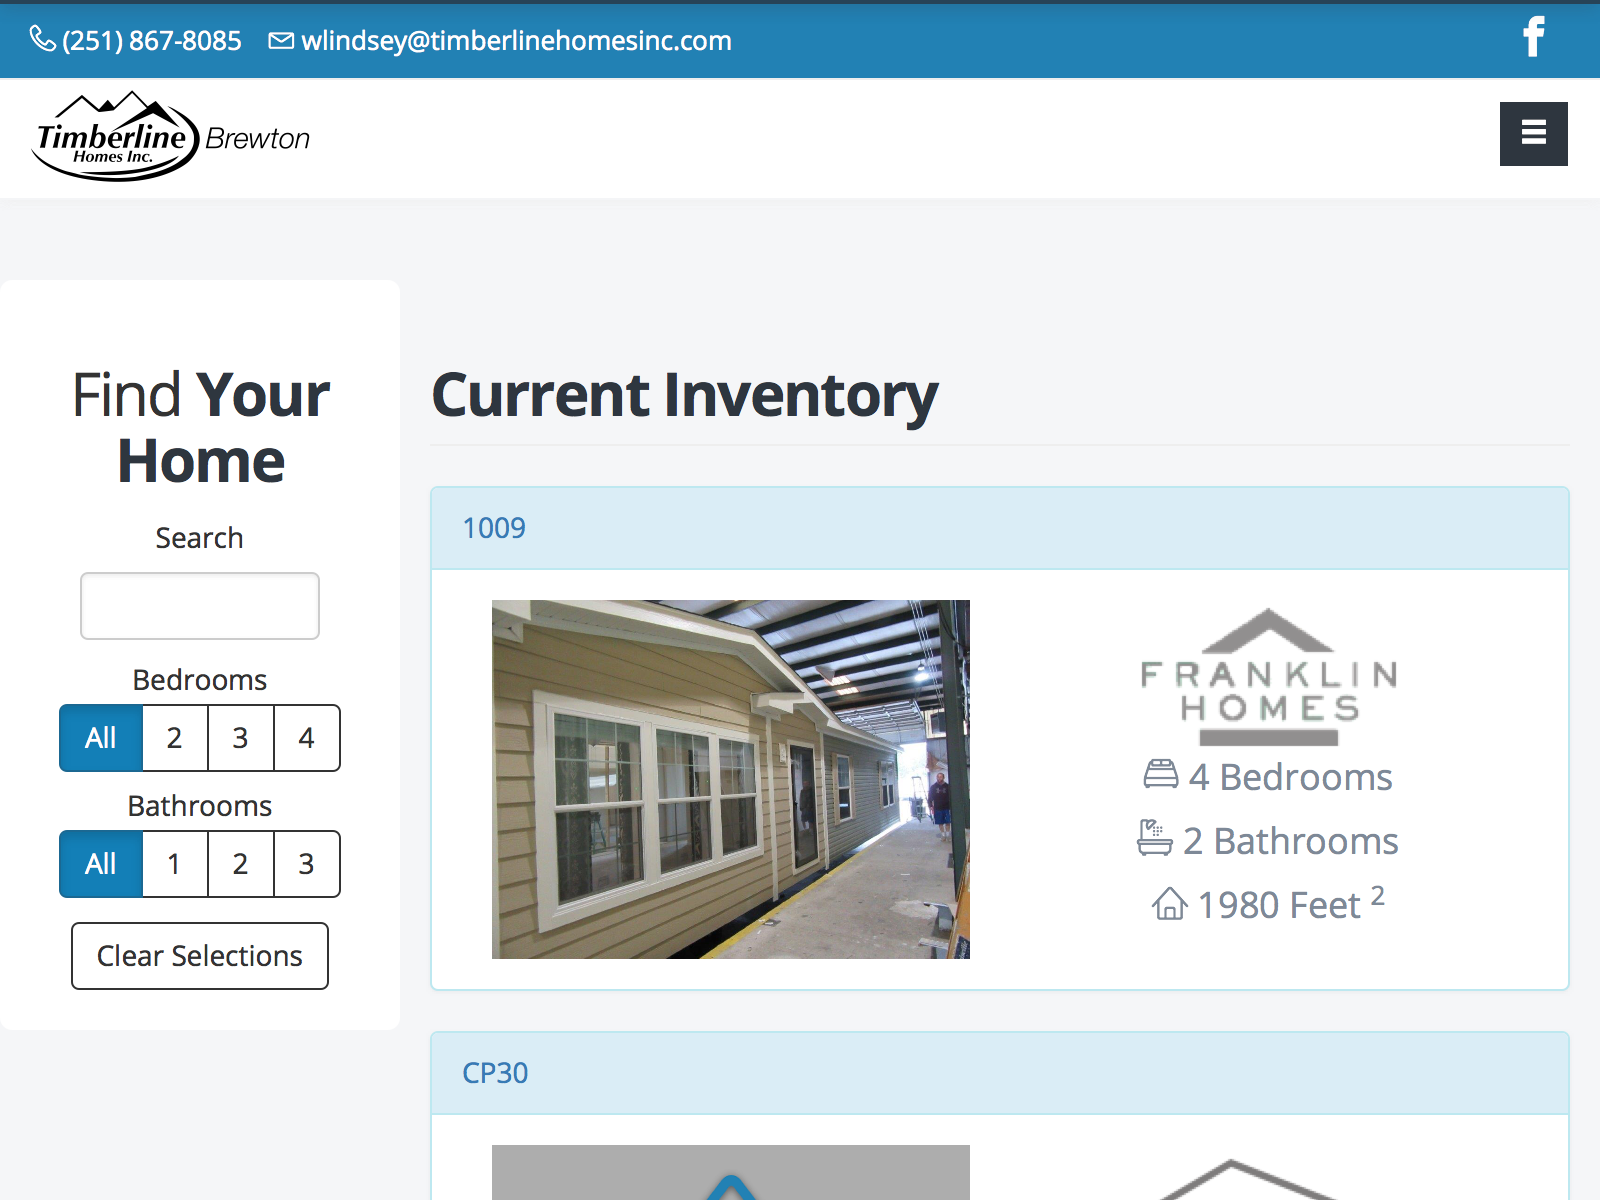 (251) 867-8085 wlindsey@timberlinehomesinc.com
Timberline
Homes Inc.
Brewton
Find Your
Home
Search
Bedrooms
All 2 3 4
Bathrooms
All 1 2 3
Clear Selections
Current Inventory
1009
FRANKLIN
HOMES
4 Bedrooms
2 Bathrooms
1980 Feet 2
CP30